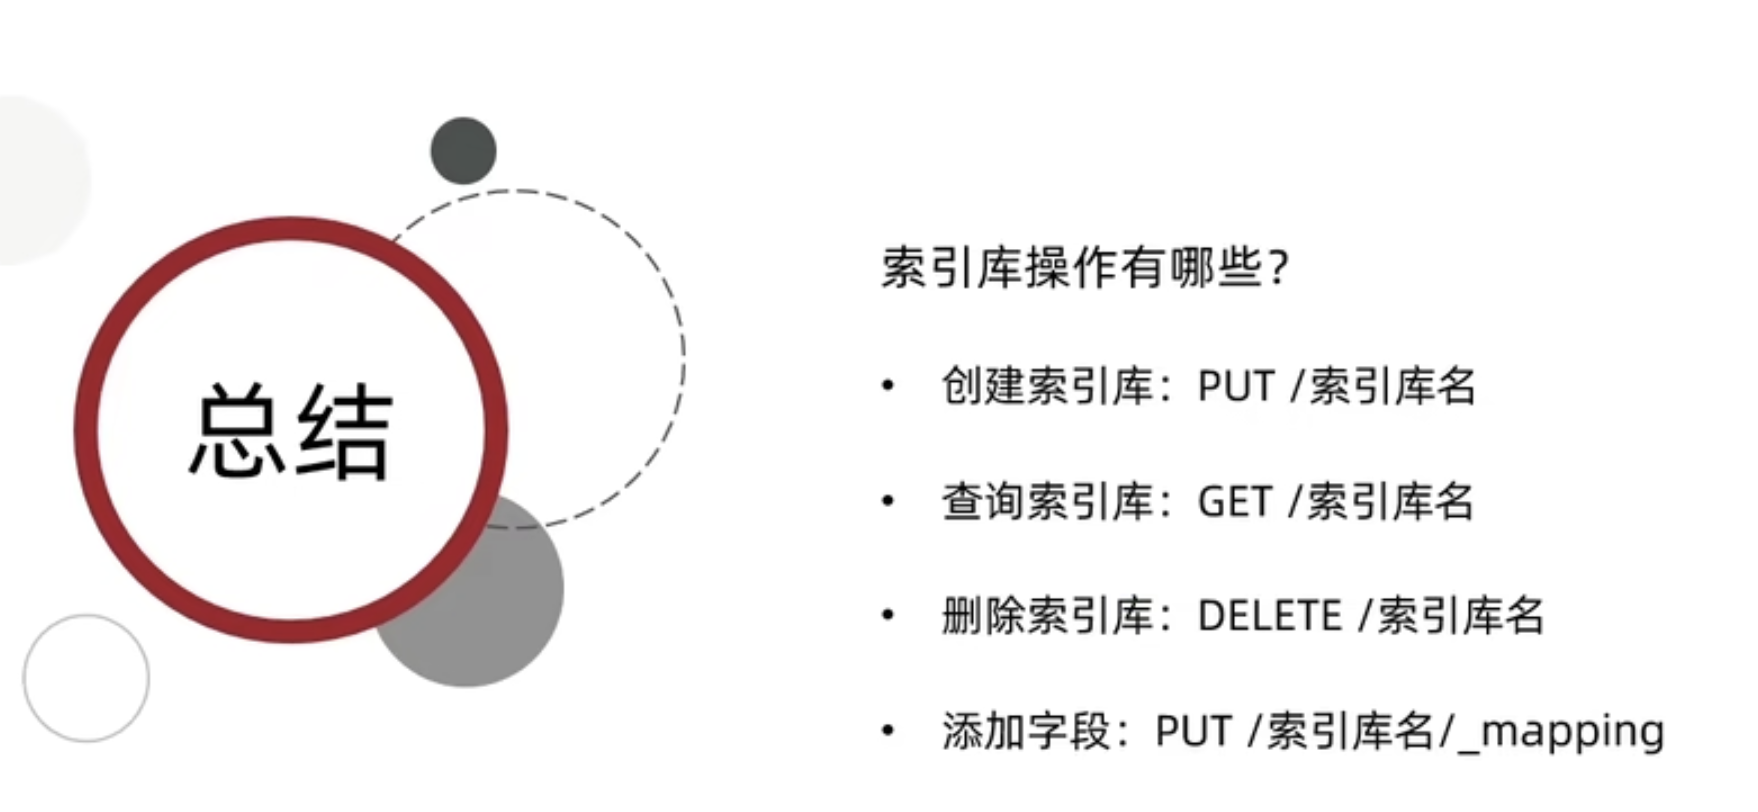 总结
索引库操作有哪些？
• 创建索引库：PUT /索引库名
• 查询索引库：GET /索引库名
• 删除索引库：DELETE /索引库名
• 添加字段：PUT /索引库名/_mapping